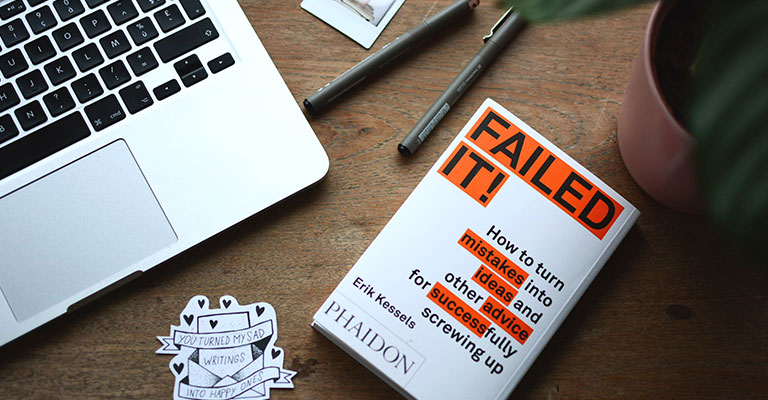 FAILED
IT!
How to turn
mistakes into
ideas and
other advice
for successfully
screwing up
Erik Kessels
PHAIDON
YOU TURNED MY SAD
WRITINGS
INTO HAPPY ONES